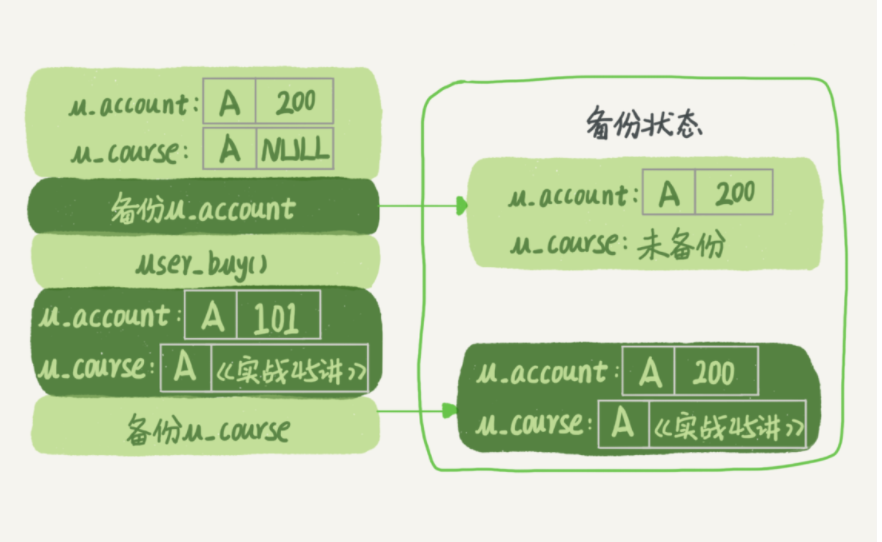 u_account: A 200
u_course: A NULL
备份u_account
user_buy()
u_account: A 101
u_course: A 《实战45讲》
备份u_course
备份状态
u_account: A 200
u_course: 未备份
u_account: A 200
u_course: A 《实战45讲》